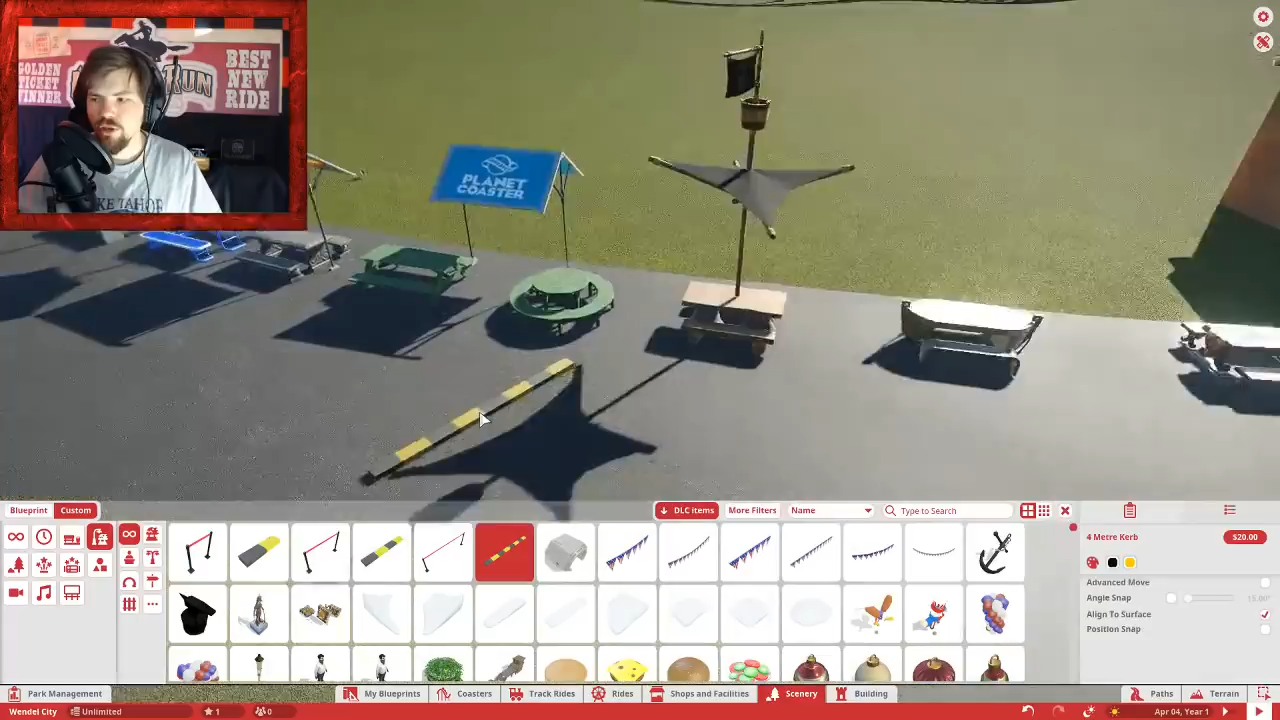 GOLDEN
TICKET
WINNER
RUN
BEST
NEW
RIDE
PLANET
COASTER
Blueprint
Custom
DLC items
More Filters
Name
Type to Search
4 Metre Kerb
$20.00
Advanced Move
Angle Snap
15.00°
Align To Surface
Position Snap
Park Management
My Blueprints
Coasters
Track Rides
Rides
Shops and Facilities
Scenery
Building
Paths
Terrain
Wendel City
Unlimited
1
0
Apr 04, Year 1